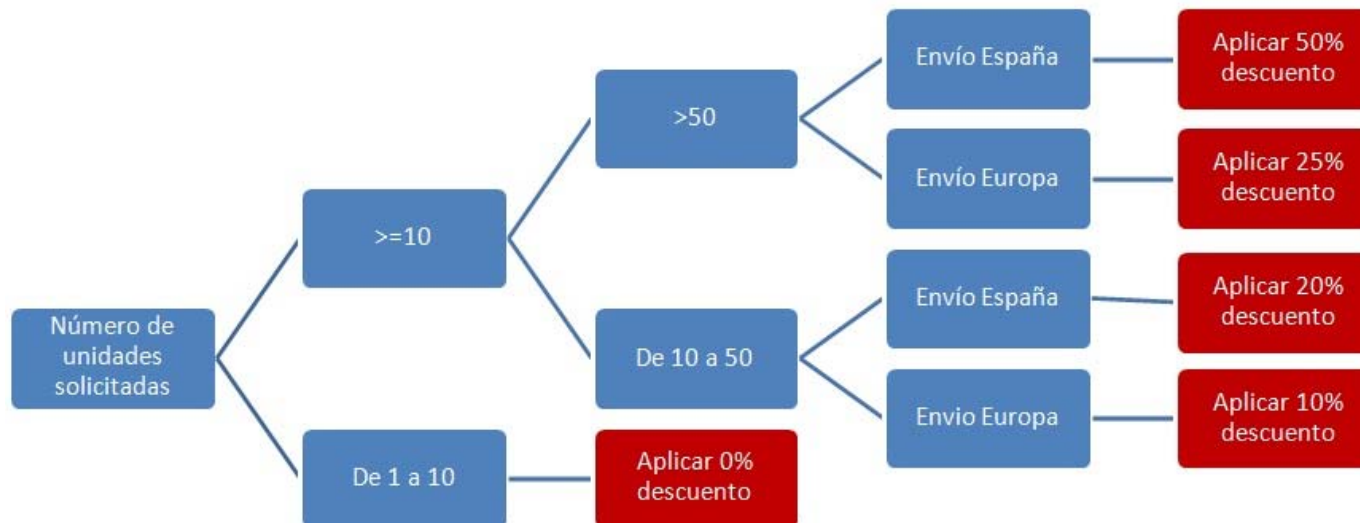 Número de
unidades
solicitadas
>=10
De 1 a 10
>50
De 10 a 50
Aplicar 0%
descuento
Envío España
Envío Europa
Envío España
Envio Europa
Aplicar 50%
descuento
Aplicar 25%
descuento
Aplicar 20%
descuento
Aplicar 10%
descuento